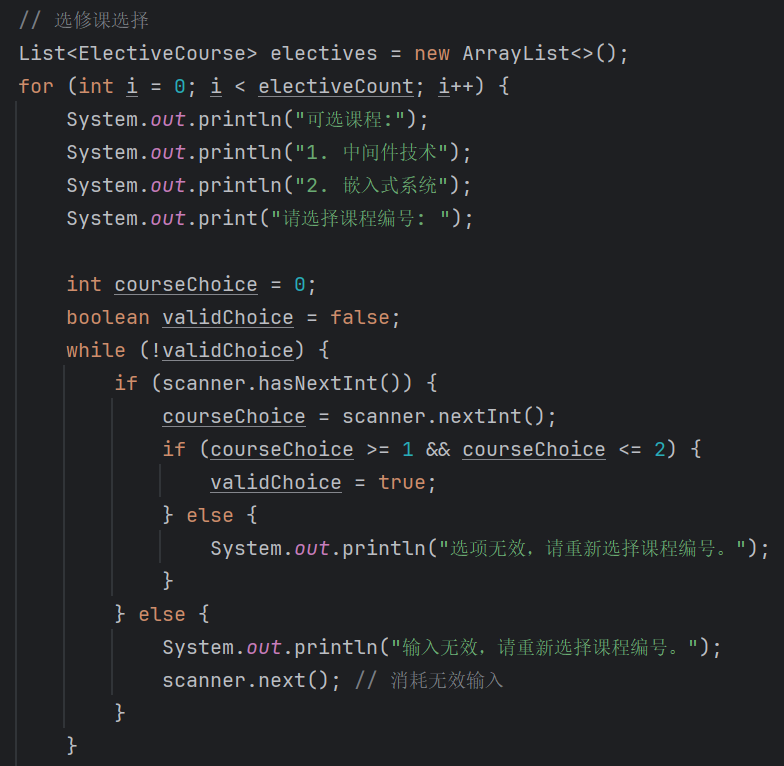 // 选修课选择
List<ElectiveCourse> electives = new ArrayList<>();
for (int i = 0; i < electiveCount; i++) {
    System.out.println("可选课程:");
    System.out.println("1. 中间件技术");
    System.out.println("2. 嵌入式系统");
    System.out.print("请选择课程编号: ");

    int courseChoice = 0;
    boolean validChoice = false;
    while (!validChoice) {
        if (scanner.hasNextInt()) {
            courseChoice = scanner.nextInt();
            if (courseChoice >= 1 && courseChoice <= 2) {
                validChoice = true;
            } else {
                System.out.println("选项无效，请重新选择课程编号。");
            }
        } else {
            System.out.println("输入无效，请重新选择课程编号。");
            scanner.next(); // 消耗无效输入
        }
    }